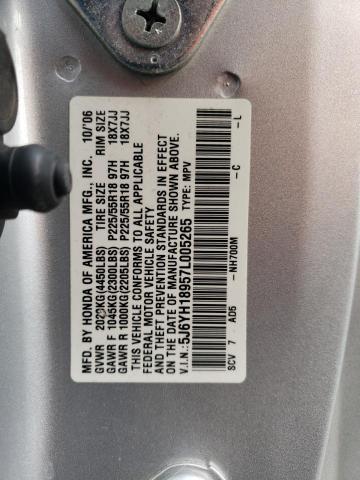 MFD. BY HONDA OF AMERICA MFG., INC. 10/'06
GVWR 2020KG(4450LBS) TIRE SIZE RIM SIZE
GAWR F 1045KG(2300LBS) P225/55R18 97H 18X7JJ
GAWR R 1000KG(2205LBS) P225/55R18 97H 18X7JJ
THIS VEHICLE CONFORMS TO ALL APPLICABLE
FEDERAL MOTOR VEHICLE SAFETY
AND THEFT PREVENTION STANDARDS IN EFFECT
ON THE DATE OF MANUFACTURE SHOWN ABOVE.
V.I.N.: 5J6YH18957L005265 TYPE: MPV
-NH700M -C -L
SCV 7 AD5